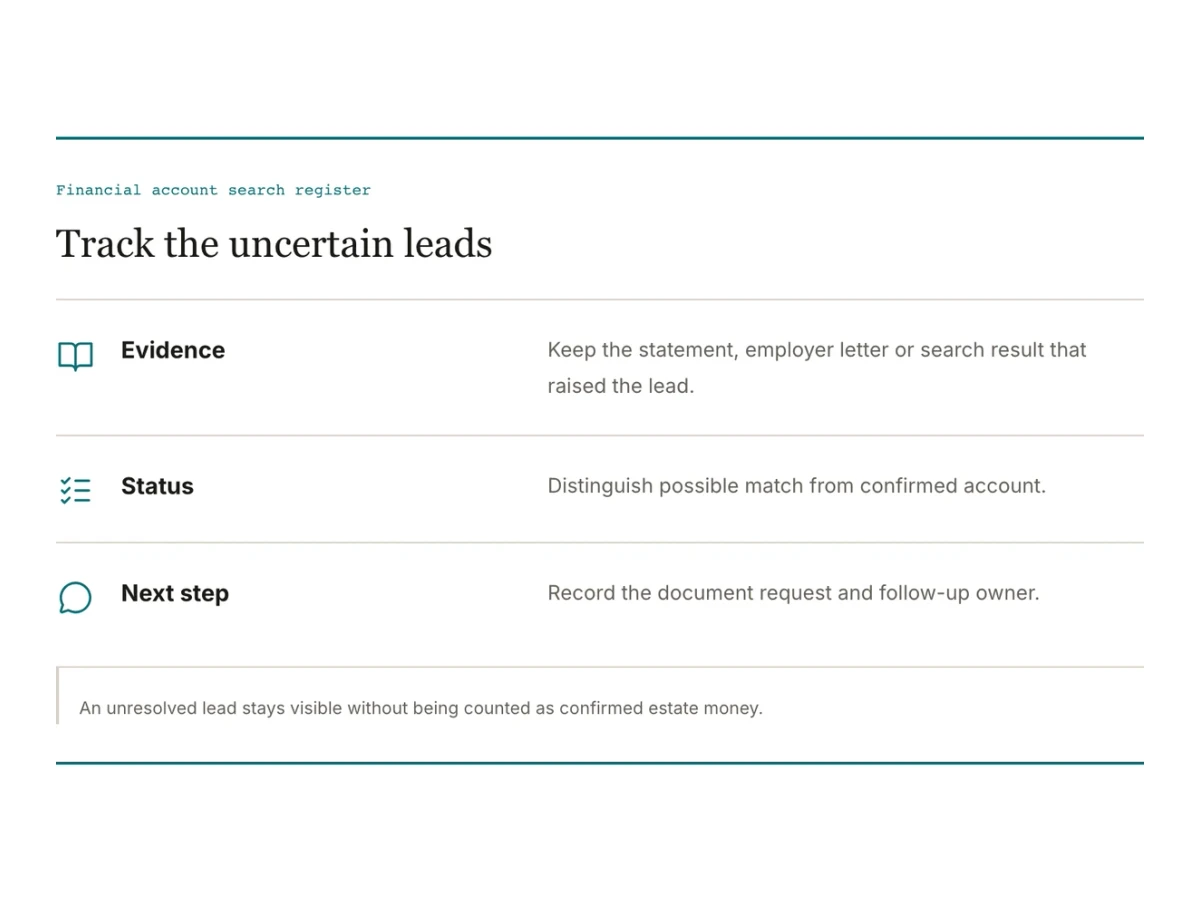 Financial account search register
Track the uncertain leads
Evidence
Keep the statement, employer letter or search result that
raised the lead.
Status
Distinguish possible match from confirmed account.
Next step
Record the document request and follow-up owner.
An unresolved lead stays visible without being counted as confirmed estate money.